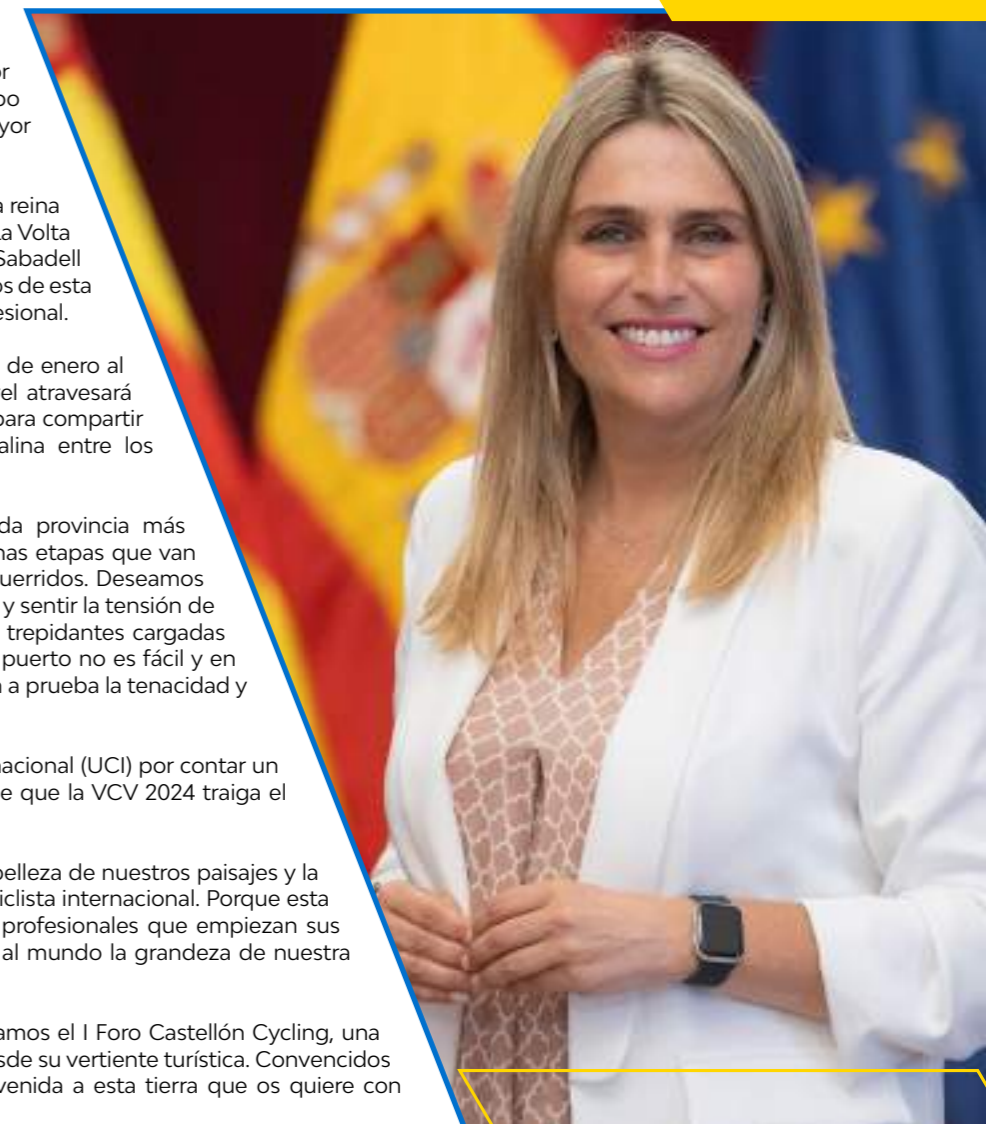 yor
a reina
La Volta
Sabadell
os de esta
esional.
de enero al
el atravesará
para compartir
alina entre los
da provincia más
nas etapas que van
uerridos. Deseamos
y sentir la tensión de
trepidantes cargadas
puerto no es fácil y en
a prueba la tenacidad y
nacional (UCI) por contar un
e que la VCV 2024 traiga el
belleza de nuestros paisajes y la
iclista internacional. Porque esta
profesionales que empiezan sus
al mundo la grandeza de nuestra
amos el I Foro Castellón Cycling, una
sde su vertiente turística. Convencidos
venida a esta tierra que os quiere con